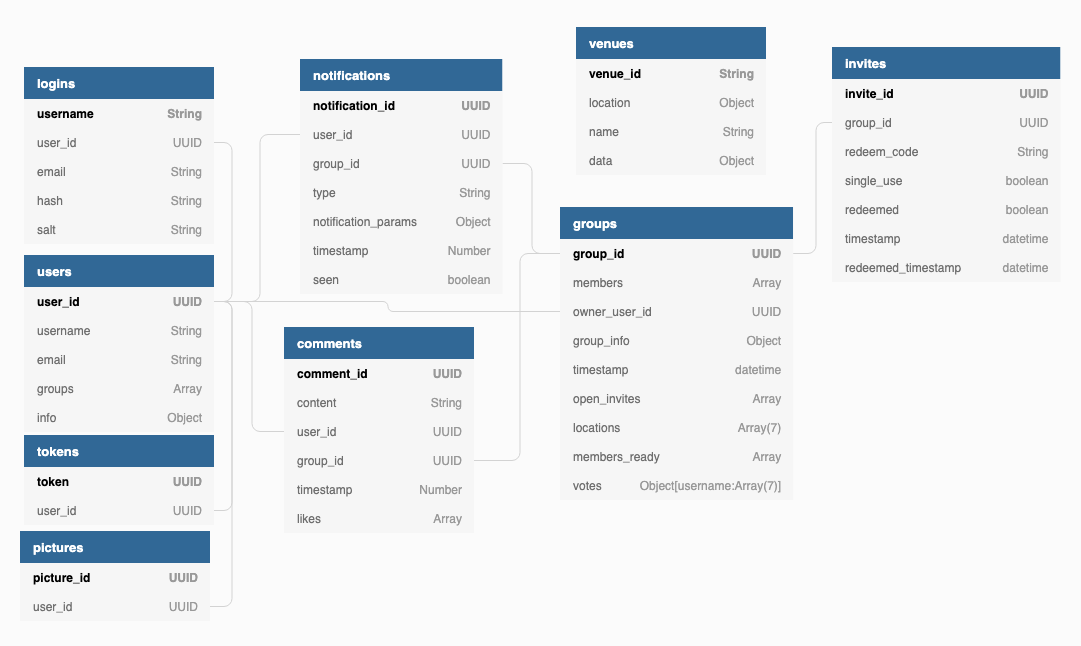 logins
username String
user_id UUID
email String
hash String
salt String
users
user_id UUID
username String
email String
groups Array
info Object
tokens
token UUID
user_id UUID
pictures
picture_id UUID
user_id UUID
notifications
notification_id UUID
user_id UUID
group_id UUID
type String
notification_params Object
timestamp Number
seen boolean
comments
comment_id UUID
content String
user_id UUID
group_id UUID
timestamp Number
likes Array
venues
venue_id String
location Object
name String
data Object
groups
group_id UUID
members Array
owner_user_id UUID
group_info Object
timestamp datetime
open_invites Array
locations Array(7)
members_ready Array
votes Object[username:Array(7)]
invites
invite_id UUID
group_id UUID
redeem_code String
single_use boolean
redeemed boolean
timestamp datetime
redeemed_timestamp datetime